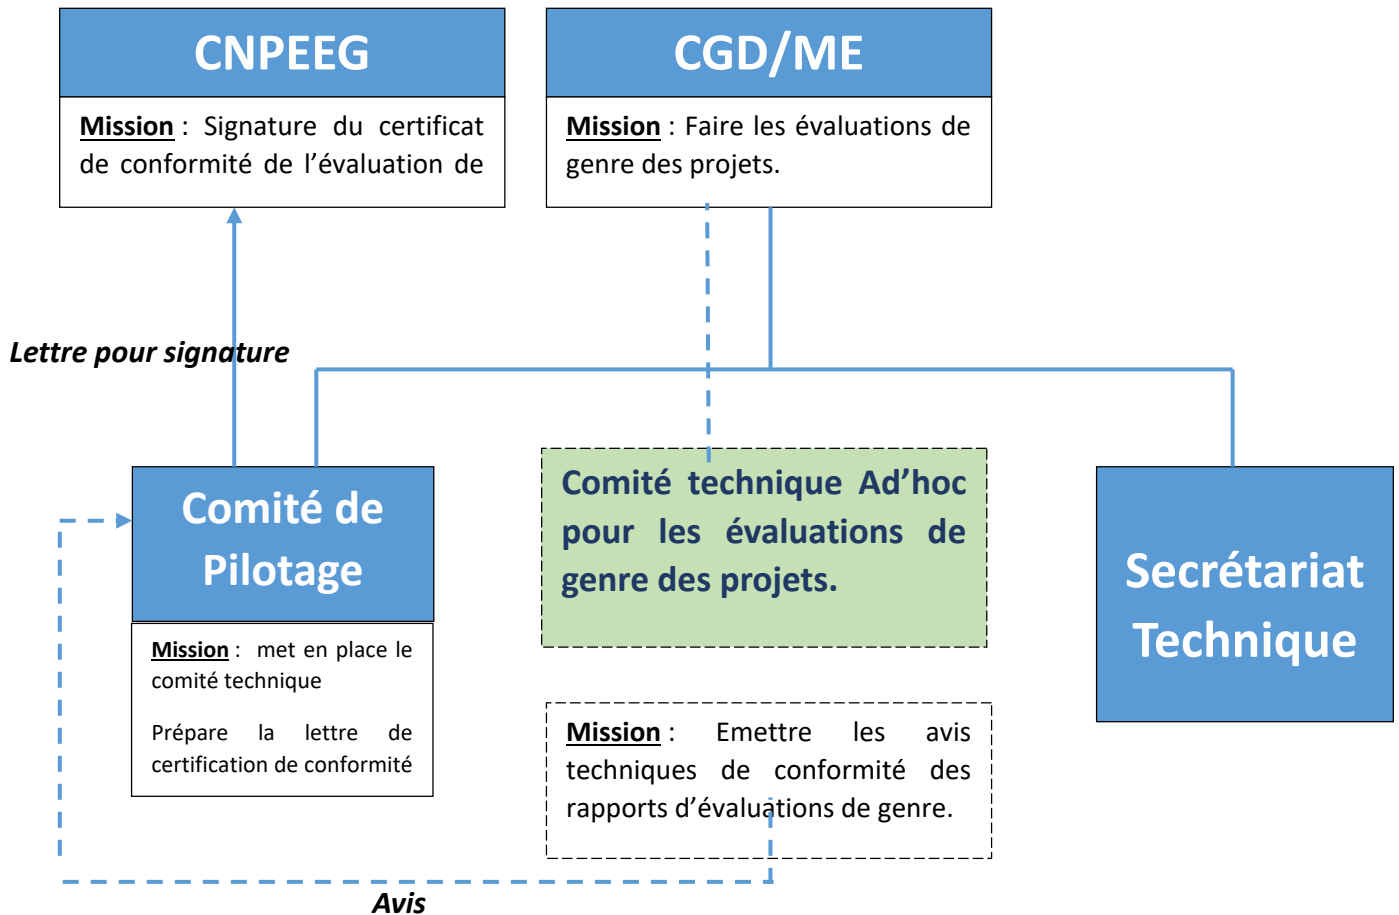 CNPEEG
Mission : Signature du certificat
de conformité de l’évaluation de
CGD/ME
Mission : Faire les évaluations de
genre des projets.
Lettre pour signature
Comité de
Pilotage
Mission : met en place le
comité technique
Prépare la lettre de
certification de conformité
Comité technique Ad’hoc
pour les évaluations de
genre des projets.
Mission : Emettre les avis
techniques de conformité des
rapports d’évaluations de genre.
Secrétariat
Technique
Avis